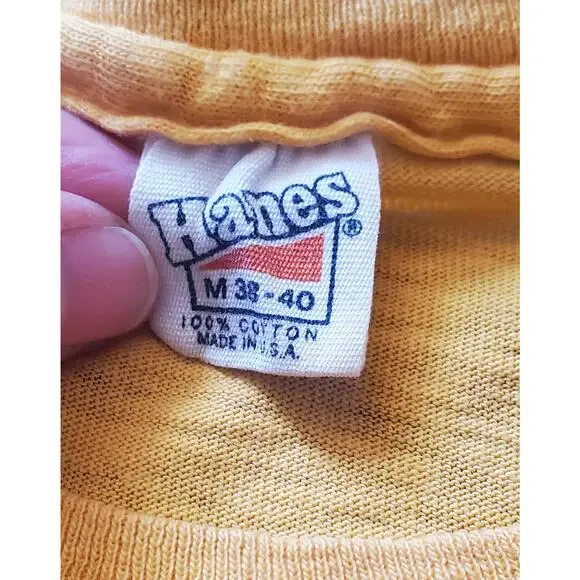 Hanes®
M 38-40
100% COTTON
MADE IN U.S.A.